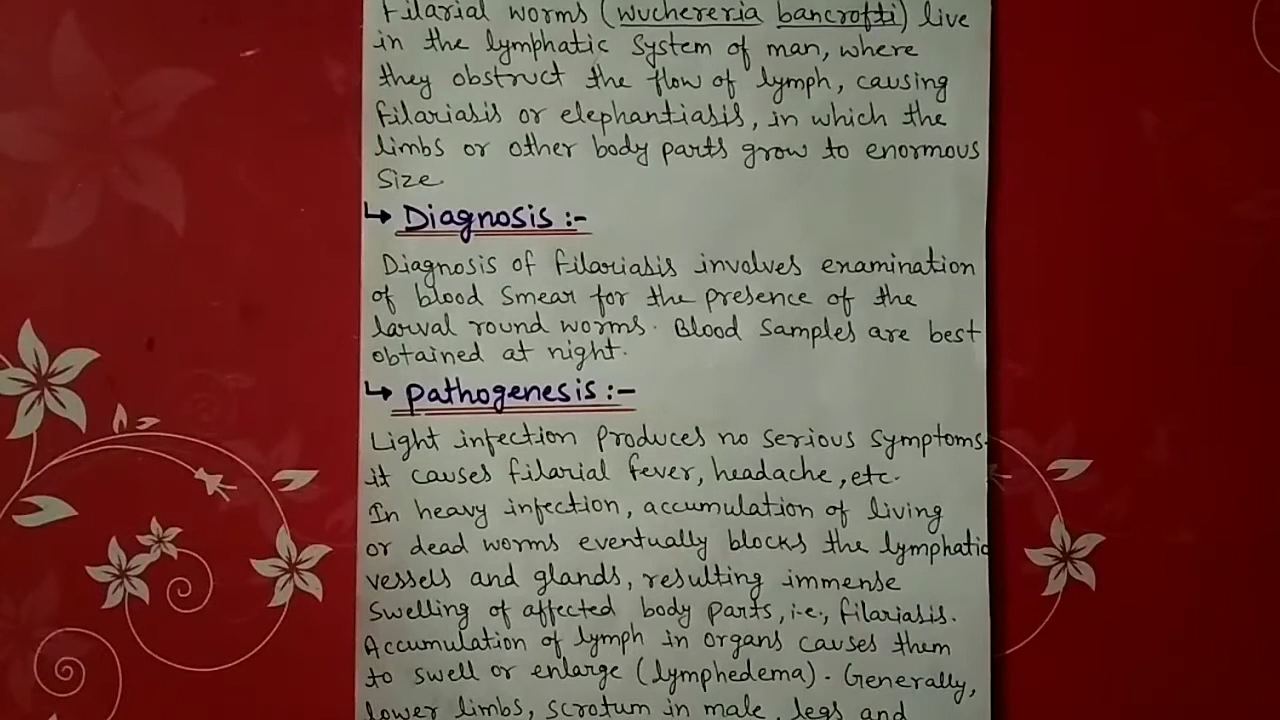 Filarial worms (Wuchereria bancrofti) live
in the lymphatic system of man, where
they obstruct the flow of lymph, causing
filariasis or elephantiasis, in which the
limbs or other body parts grow to enormous
size.
↳ Diagnosis :-
Diagnosis of filariasis involves examination
of blood smear for the presence of the
larval round worms. Blood samples are best
obtained at night.
↳ Pathogenesis :-
Light infection produces no serious symptoms.
it causes filarial fever, headache, etc.
In heavy infection, accumulation of living
or dead worms eventually blocks the lymphatic
vessels and glands, resulting immense
swelling of affected body parts, i.e., filariasis.
Accumulation of lymph in organs causes them
to swell or enlarge (lymphedema). Generally,
lower limbs, scrotum in male, legs and